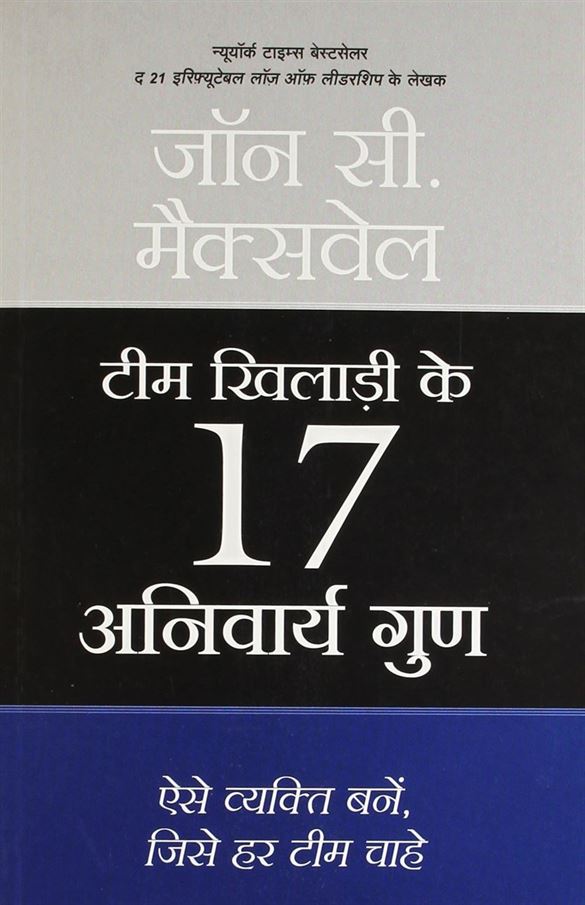 न्यूयॉर्क टाइम्स बेस्टसेलर
द 21 इरिफ़्यूटेबल लॉज़ ऑफ़ लीडरशिप के लेखक
जॉन सी.
मैक्सवेल
टीम खिलाड़ी के
17
अनिवार्य गुण
ऐसे व्यक्ति बनें,
जिसे हर टीम चाहे